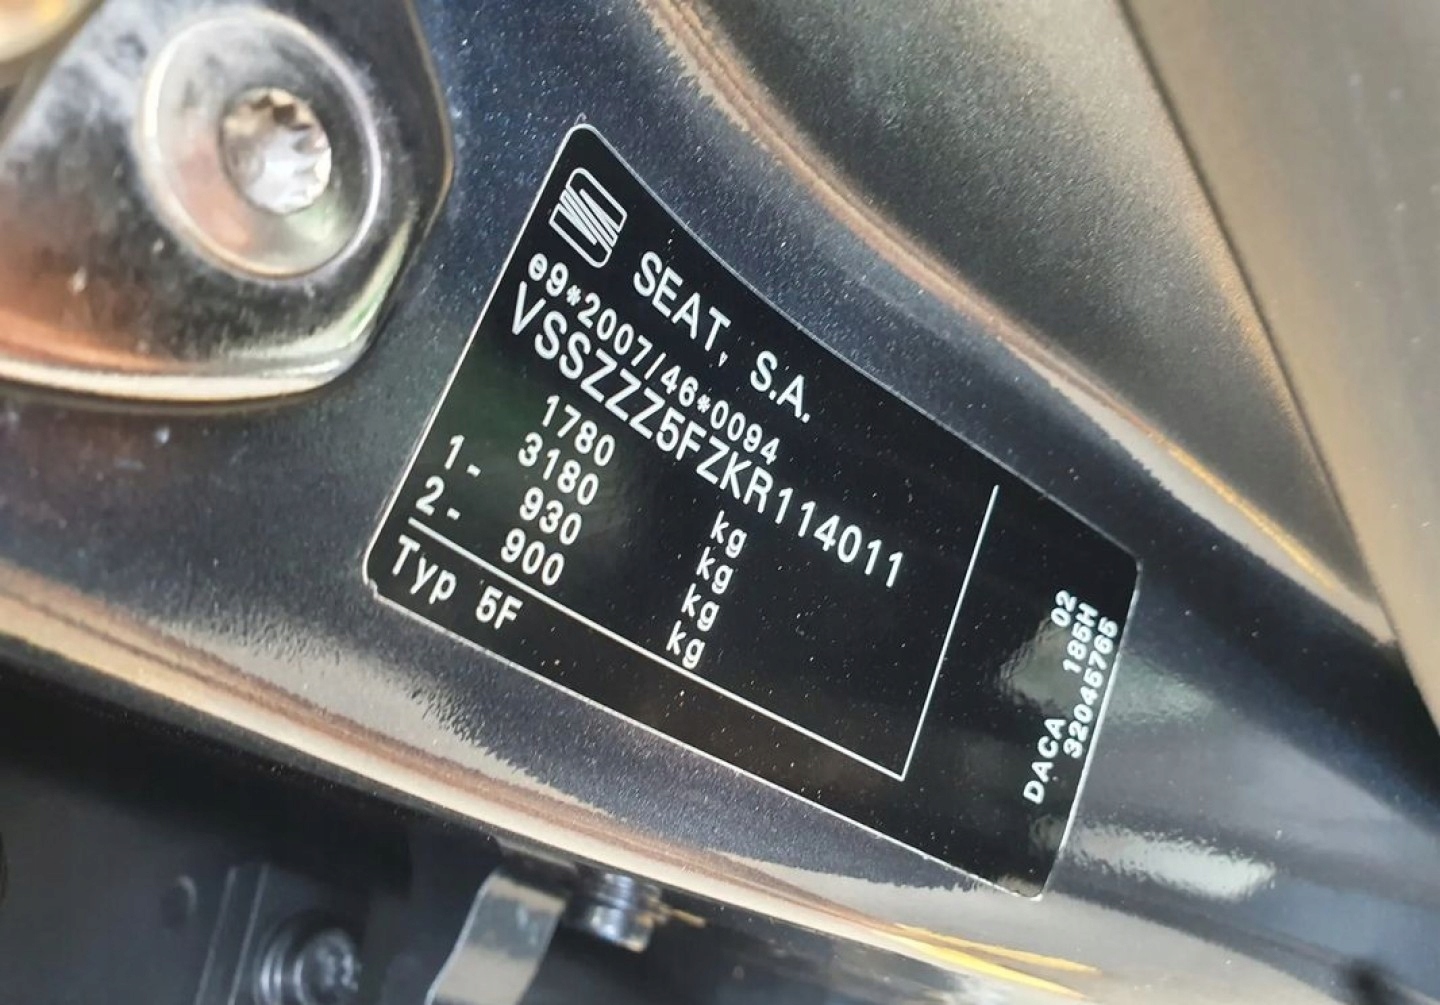 SEAT, S.A.
e9*2007/46*0094
VSSZZZ5FZKR114011
1780 kg
3180 kg
1- 930 kg
2- 900 kg
Typ 5F
02
DACA 185H
32045765